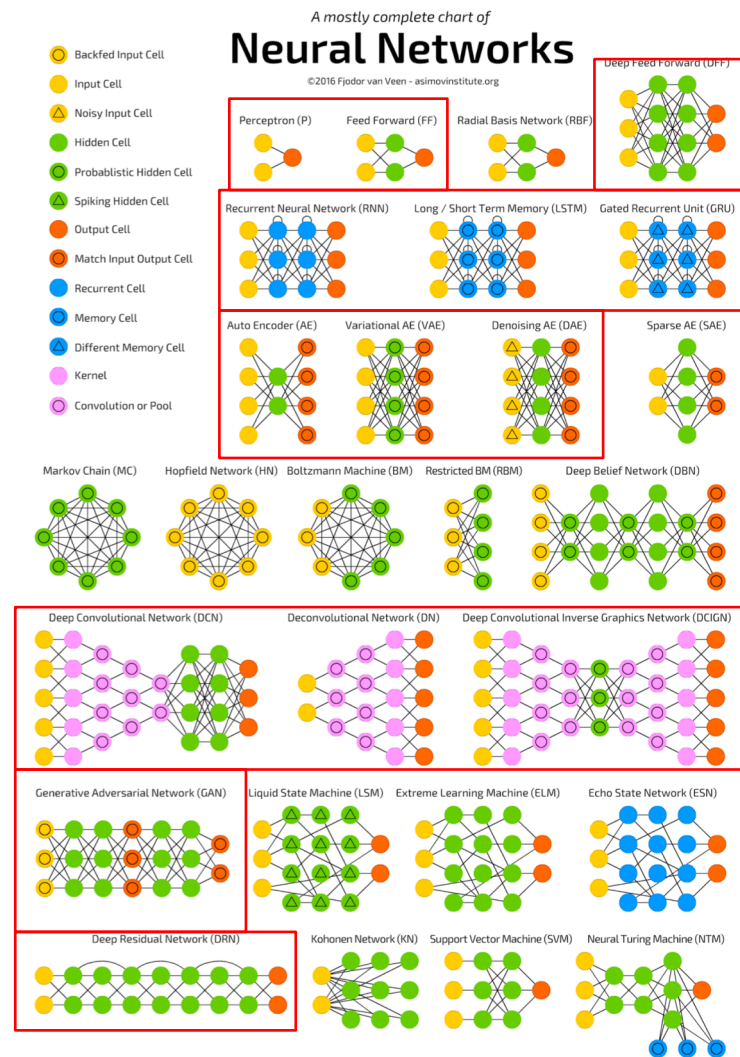 A mostly complete chart of
Neural Networks
©2016 Fjodor van Veen - asimovinstitute.org
Backfed Input Cell
Input Cell
Noisy Input Cell
Hidden Cell
Probablistic Hidden Cell
Spiking Hidden Cell
Output Cell
Match Input Output Cell
Recurrent Cell
Memory Cell
Different Memory Cell
Kernel
Convolution or Pool
Perceptron (P)
Feed Forward (FF)
Radial Basis Network (RBF)
Deep Feed Forward (DFF)
Recurrent Neural Network (RNN)
Long / Short Term Memory (LSTM)
Gated Recurrent Unit (GRU)
Auto Encoder (AE)
Variational AE (VAE)
Denoising AE (DAE)
Sparse AE (SAE)
Markov Chain (MC)
Hopfield Network (HN)
Boltzmann Machine (BM)
Restricted BM (RBM)
Deep Belief Network (DBN)
Deep Convolutional Network (DCN)
Deconvolutional Network (DN)
Deep Convolutional Inverse Graphics Network (DCIGN)
Generative Adversarial Network (GAN)
Liquid State Machine (LSM)
Extreme Learning Machine (ELM)
Echo State Network (ESN)
Deep Residual Network (DRN)
Kohonen Network (KN)
Support Vector Machine (SVM)
Neural Turing Machine (NTM)